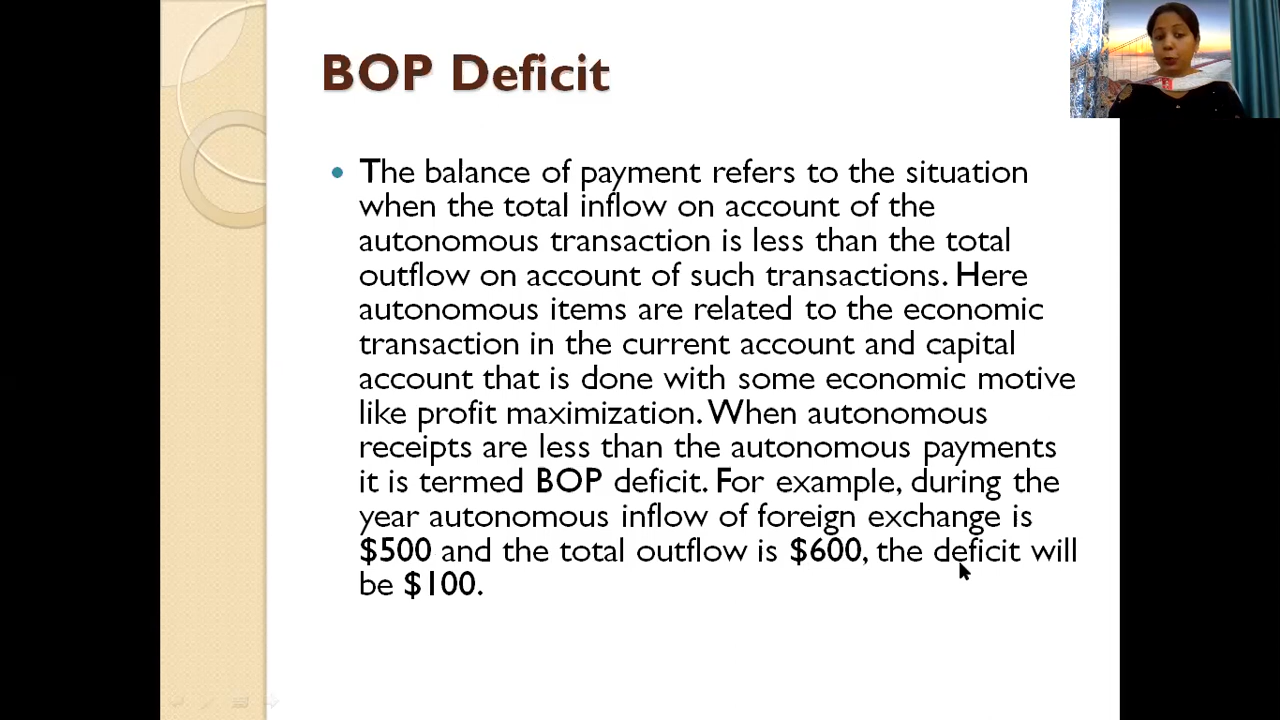 BOP Deficit
• The balance of payment refers to the situation
when the total inflow on account of the
autonomous transaction is less than the total
outflow on account of such transactions. Here
autonomous items are related to the economic
transaction in the current account and capital
account that is done with some economic motive
like profit maximization. When autonomous
receipts are less than the autonomous payments
it is termed BOP deficit. For example, during the
year autonomous inflow of foreign exchange is
$500 and the total outflow is $600, the deficit will
be $100.